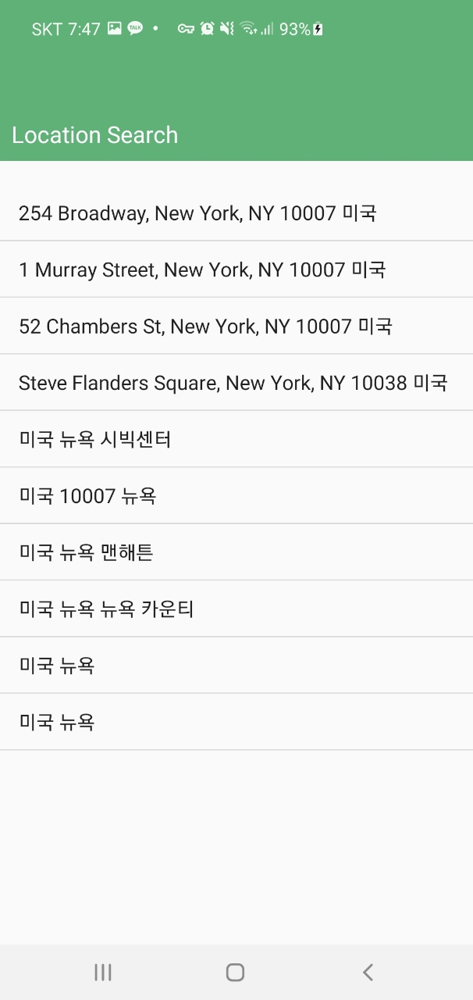 SKT 7:47 TALK 93%
Location Search
254 Broadway, New York, NY 10007 미국
1 Murray Street, New York, NY 10007 미국
52 Chambers St, New York, NY 10007 미국
Steve Flanders Square, New York, NY 10038 미국
미국 뉴욕 시빅센터
미국 10007 뉴욕
미국 뉴욕 맨해튼
미국 뉴욕 뉴욕 카운티
미국 뉴욕
미국 뉴욕